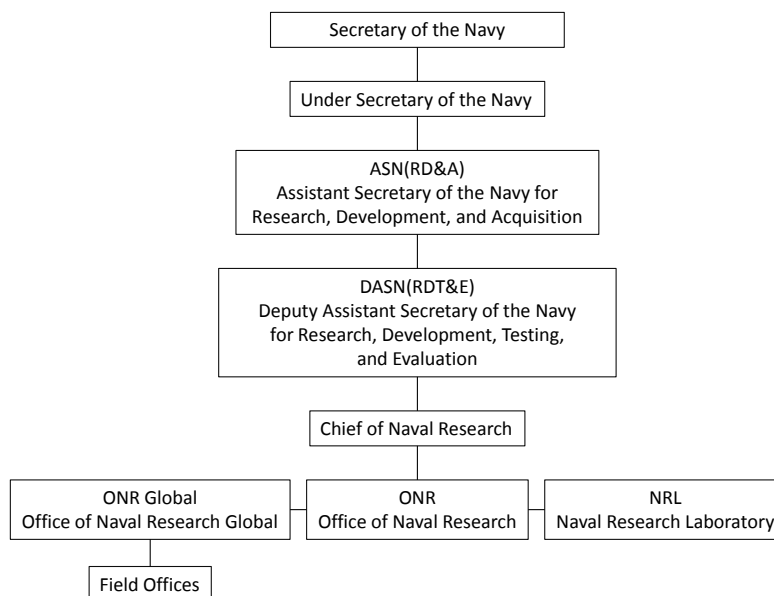 Secretary of the Navy
Under Secretary of the Navy
ASN(RD&A)
Assistant Secretary of the Navy for
Research, Development, and Acquisition
DASN(RDT&E)
Deputy Assistant Secretary of the Navy
for Research, Development, Testing,
and Evaluation
Chief of Naval Research
ONR Global
Office of Naval Research Global
ONR
Office of Naval Research
NRL
Naval Research Laboratory
Field Offices